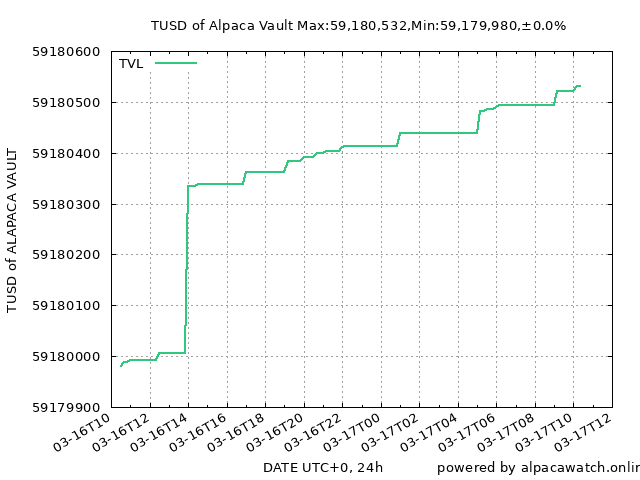 TUSD of Alpaca Vault Max:59,180,532,Min:59,179,980,±0.0%
TVL
59180600
59180500
59180400
59180300
59180200
59180100
59180000
59179900
TUSD of ALAPACA VAULT
03-16T10
03-16T12
03-16T14
03-16T16
03-16T18
03-16T20
03-16T22
03-17T00
03-17T02
03-17T04
03-17T06
03-17T08
03-17T10
03-17T12
DATE UTC+0, 24h
powered by alpacawatch.onlin